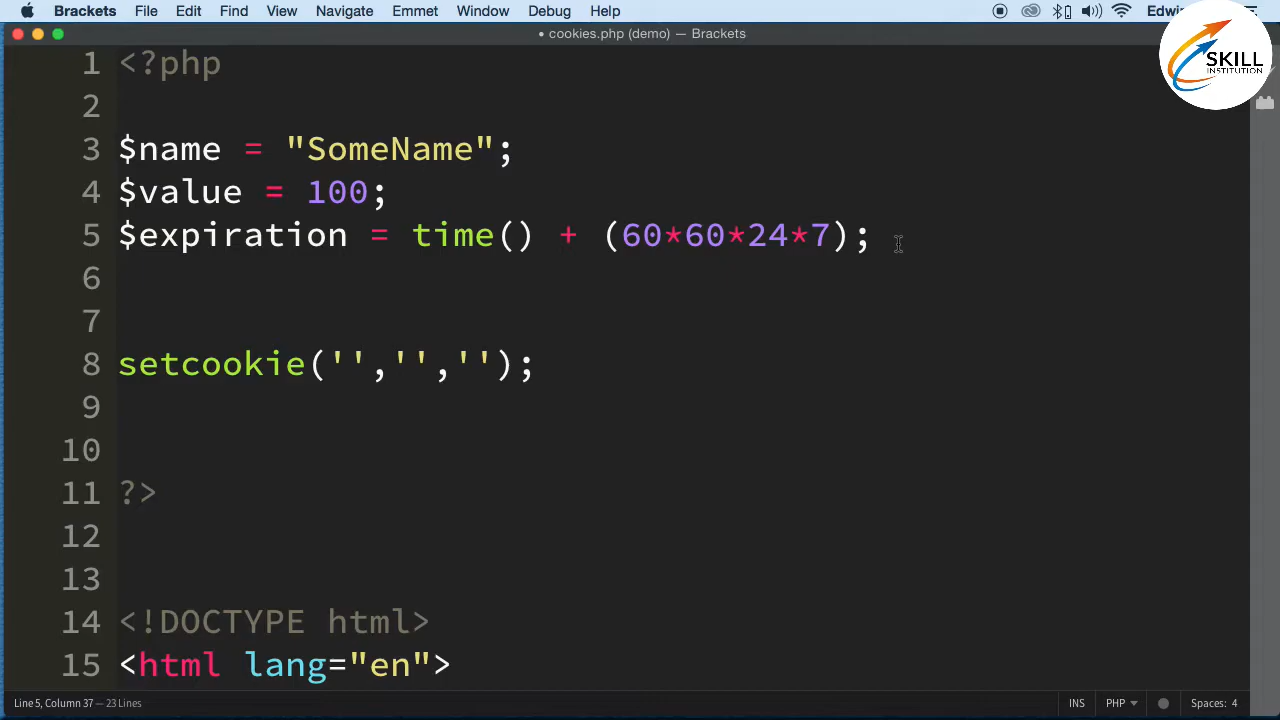 Brackets File Edit Find View Navigate Emmet Window Debug Help
• cookies.php (demo) — Brackets
SKILL
INSTITUTION
1 <?php
2
3 $name = "SomeName";
4 $value = 100;
5 $expiration = time() + (60*60*24*7);
6
7
8 setcookie('','','');
9
10
11 ?>
12
13
14 <!DOCTYPE html>
15 <html lang="en">
Line 5, Column 37 — 23 Lines INS PHP Spaces: 4